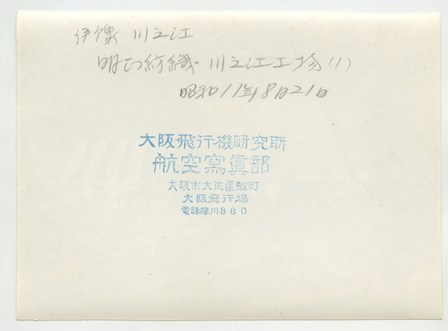 伊豫 川之江
明正紡織 川之江工場(1)
昭和11年8月21日
大阪飛行機研究所
航空寫眞部
大阪市大正區船町
大阪飛行場
電話櫻川860